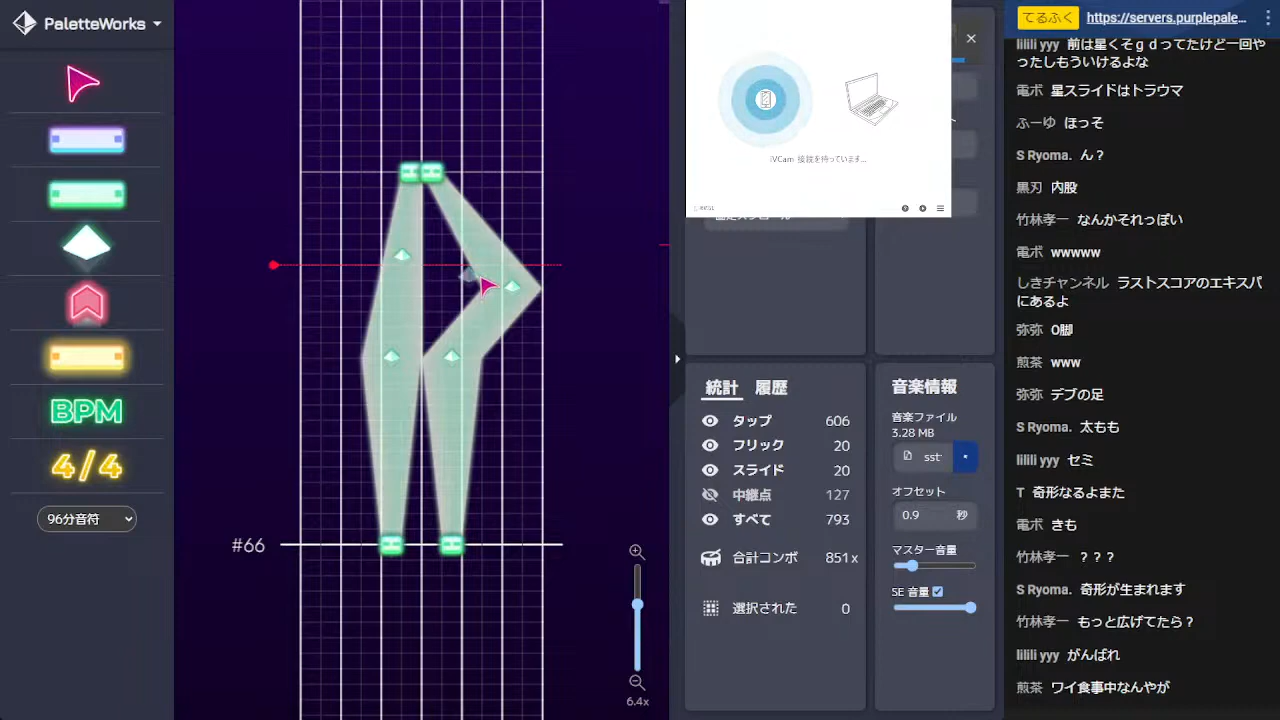 PaletteWorks
BPM
4/4
96分音符
#66
6.4x
iVCam 接続を待っています...
統計 履歴
タップ 606
フリック 20
スライド 20
中継点 127
すべて 793
合計コンボ 851x
選択された 0
音楽情報
音楽ファイル
3.28 MB
sst
オフセット
0.9 秒
マスター音量
SE 音量
てるふく https://servers.purplepale...
lilili yyy 前は星くそｇｄってたけど一回や
ったしもういけるよな
電ボ 星スライドはトラウマ
ふーゆ ほっそ
S Ryoma. ん？
黒刃 内股
竹林孝一 なんかそれっぽい
電ボ wwwww
しきチャンネル ラストスコアのエキスパ
にあるよ
弥弥 O脚
煎茶 www
弥弥 デブの足
S Ryoma. 太もも
lilili yyy セミ
T 奇形なるよまた
電ボ きも
竹林孝一 ？？？
S Ryoma. 奇形が生まれます
竹林孝一 もっと広げてたら？
lilili yyy がんばれ
煎茶 ワイ食事中なんやが